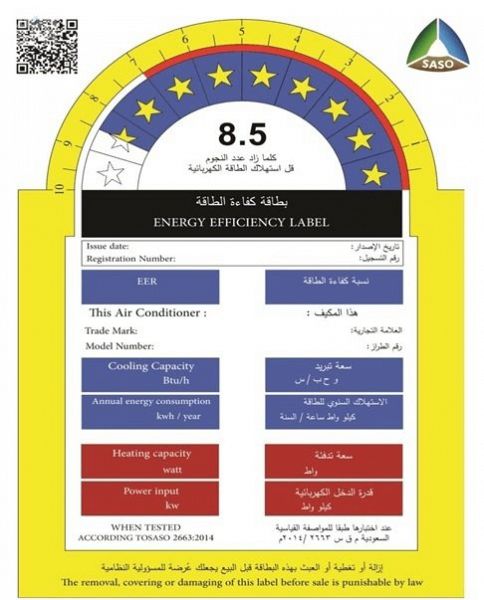 SASO
10 9 8 7 6 5 4 3 2 1
8.5
كلما زاد عدد النجوم
قل استهلاك الطاقة الكهربائية
بطاقة كفاءة الطاقة
ENERGY EFFICIENCY LABEL
Issue date: تاريخ الإصدار:
Registration Number: رقم التسجيل:
EER نسبة كفاءة الطاقة
This Air Conditioner : هذا المكيف :
Trade Mark: العلامة التجارية:
Model Number: رقم الطراز:
Cooling Capacity سعة تبريد
Btu/h و ح ب/ س
Annual energy consumption الاستهلاك السنوي للطاقة
kwh / year كيلو واط ساعة / السنة
Heating capacity سعة تدفئة
watt واط
Power input قدرة الدخل الكهربائية
kw كيلو واط
WHEN TESTED عند اختبارها طبقا للمواصفة القياسية
ACCORDING TOSASO 2663:2014 السعودية م ق س ٢٠١٤/٢٦٦٣م
إزالة أو تغطية أو العبث بهذه البطاقة قبل البيع يجعلك عُرضة للمسؤولية النظامية
The removal, covering or damaging of this label before sale is punishable by law